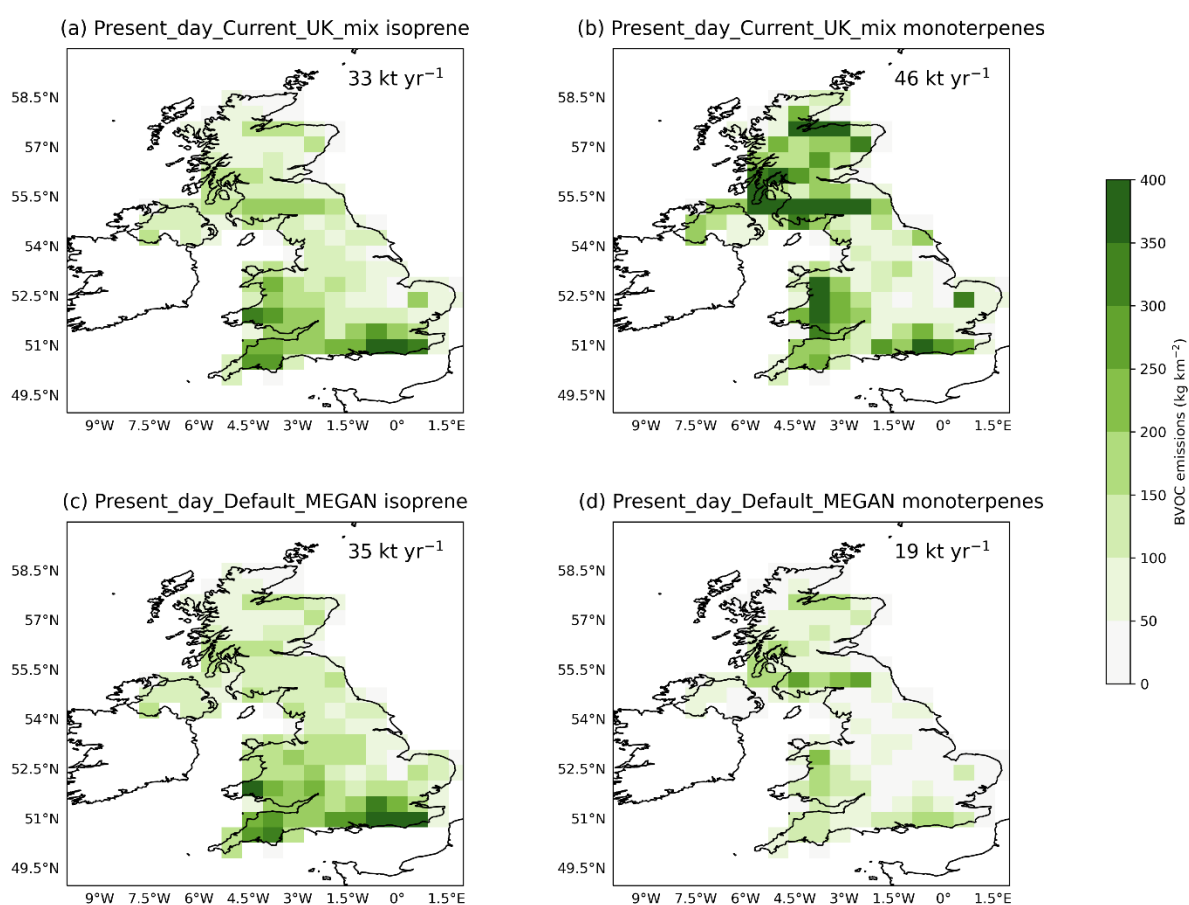 (a) Present_day_Current_UK_mix isoprene
33 kt yr⁻¹
58.5°N
57°N
55.5°N
54°N
52.5°N
51°N
49.5°N
9°W 7.5°W 6°W 4.5°W 3°W 1.5°W 0° 1.5°E
(b) Present_day_Current_UK_mix monoterpenes
46 kt yr⁻¹
58.5°N
57°N
55.5°N
54°N
52.5°N
51°N
49.5°N
9°W 7.5°W 6°W 4.5°W 3°W 1.5°W 0° 1.5°E
(c) Present_day_Default_MEGAN isoprene
35 kt yr⁻¹
58.5°N
57°N
55.5°N
54°N
52.5°N
51°N
49.5°N
9°W 7.5°W 6°W 4.5°W 3°W 1.5°W 0° 1.5°E
(d) Present_day_Default_MEGAN monoterpenes
19 kt yr⁻¹
58.5°N
57°N
55.5°N
54°N
52.5°N
51°N
49.5°N
9°W 7.5°W 6°W 4.5°W 3°W 1.5°W 0° 1.5°E
400
350
300
250
200
150
100
50
0
BVOC emissions (kg km⁻²)